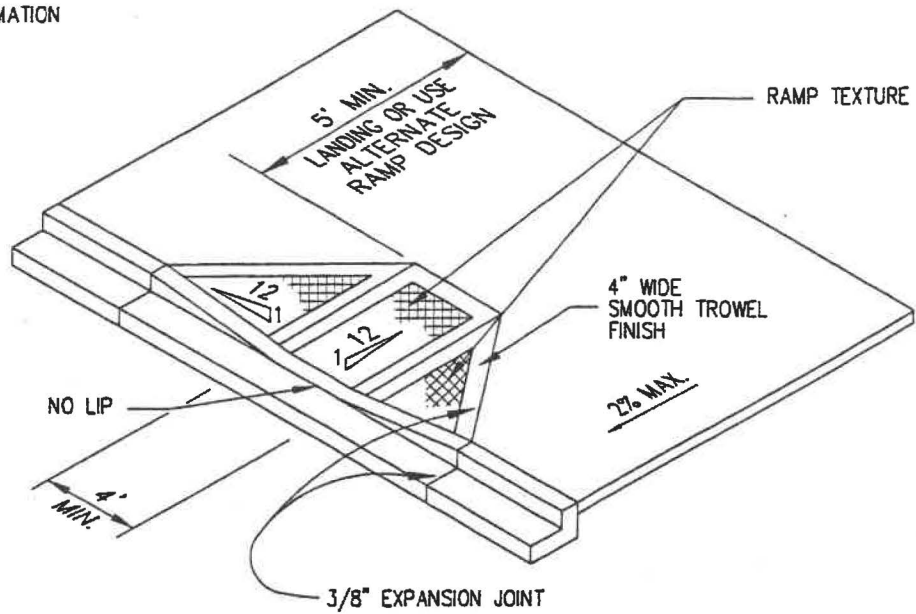 MATION
5' MIN.
LANDING OR USE
ALTERNATE
RAMP DESIGN
RAMP TEXTURE
12
1
12
1
4" WIDE
SMOOTH TROWEL
FINISH
2% MAX.
NO LIP
4'
MIN.
3/8" EXPANSION JOINT